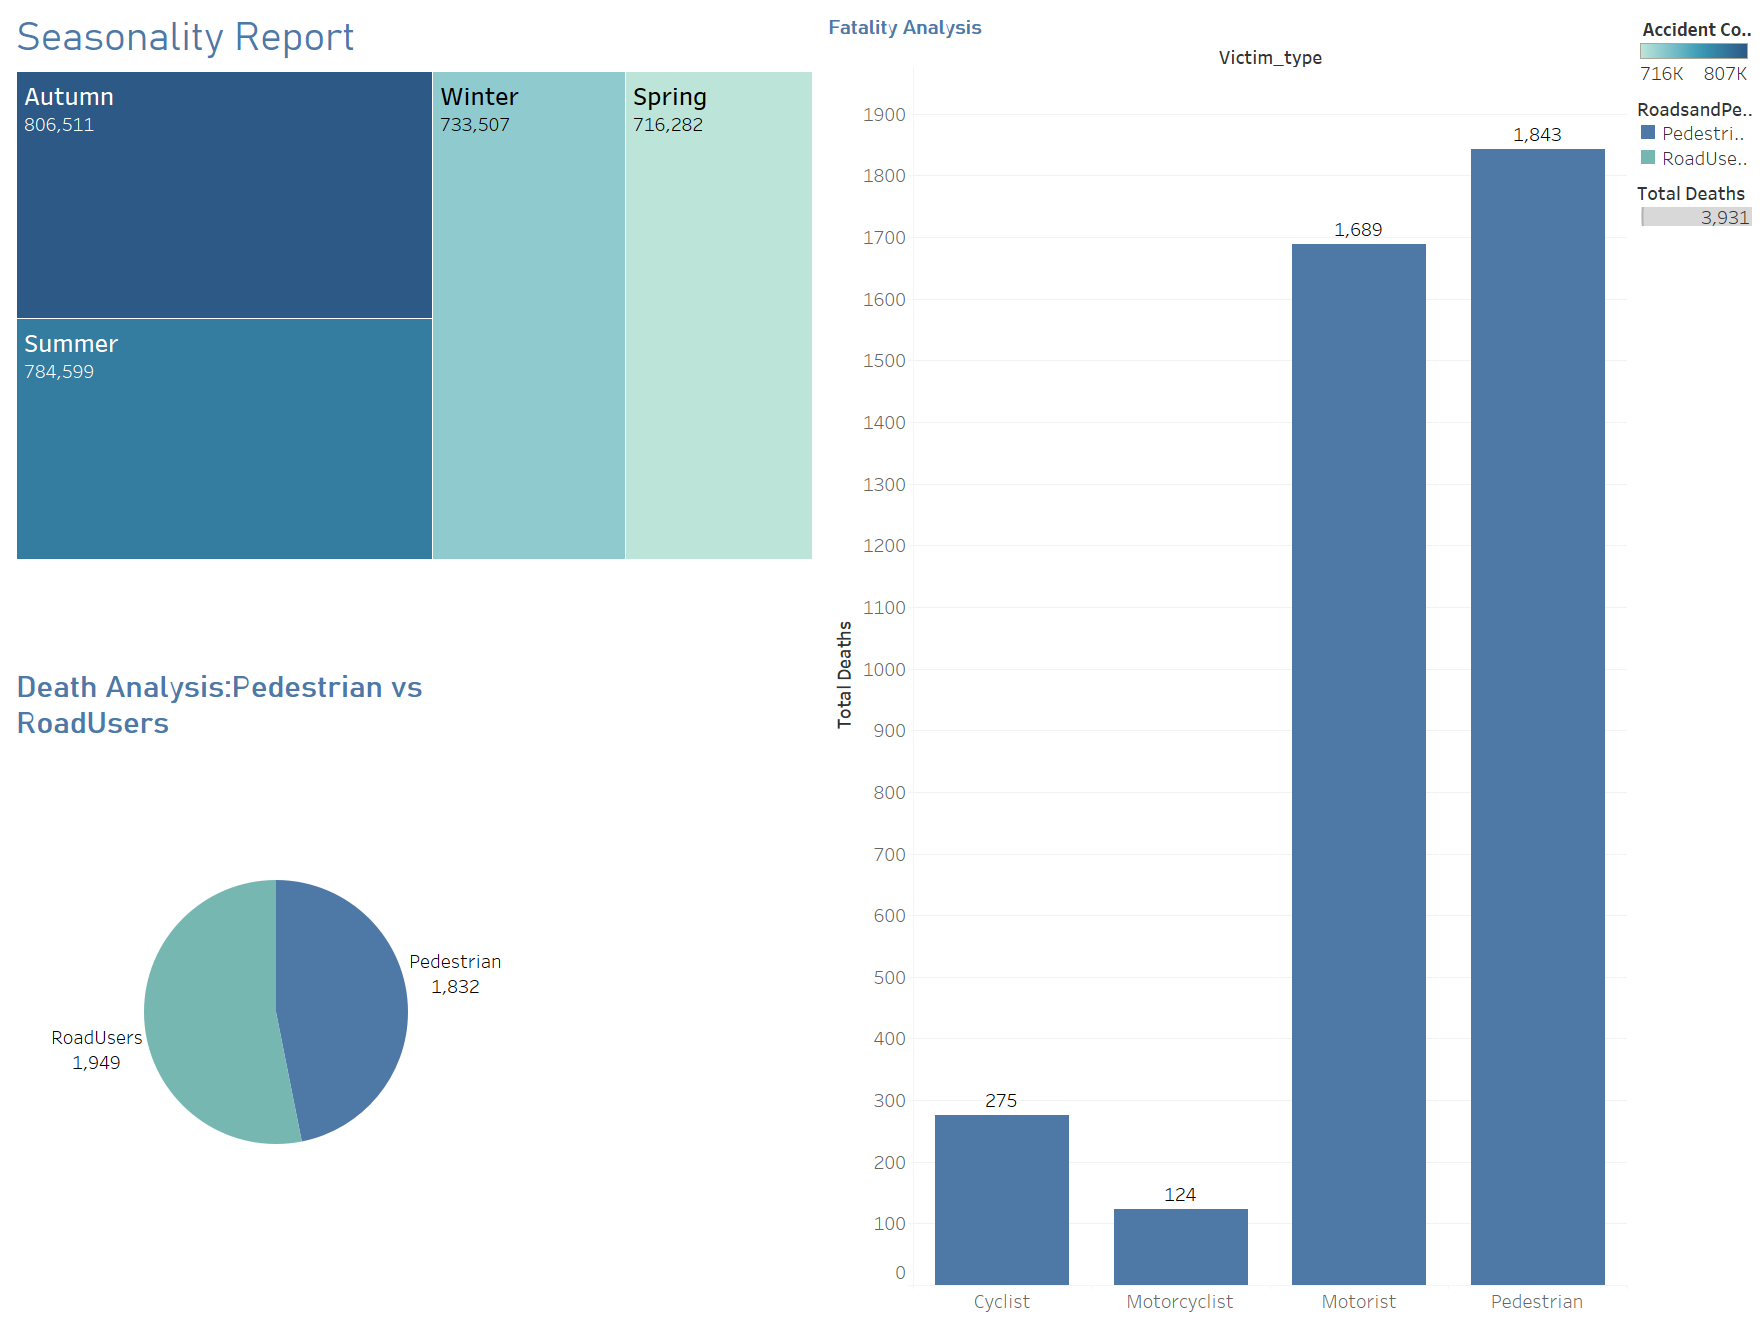 Seasonality Report
Autumn
806,511
Summer
784,599
Winter
733,507
Spring
716,282
Death Analysis:Pedestrian vs
RoadUsers
Pedestrian
1,832
RoadUsers
1,949
Fatality Analysis
Victim_type
Total Deaths
1900
1800
1700
1600
1500
1400
1300
1200
1100
1000
900
800
700
600
500
400
300
200
100
0
275
124
1,689
1,843
Cyclist
Motorcyclist
Motorist
Pedestrian
Accident Co..
716K 807K
RoadsandPe..
Pedestri..
RoadUse..
Total Deaths
3,931